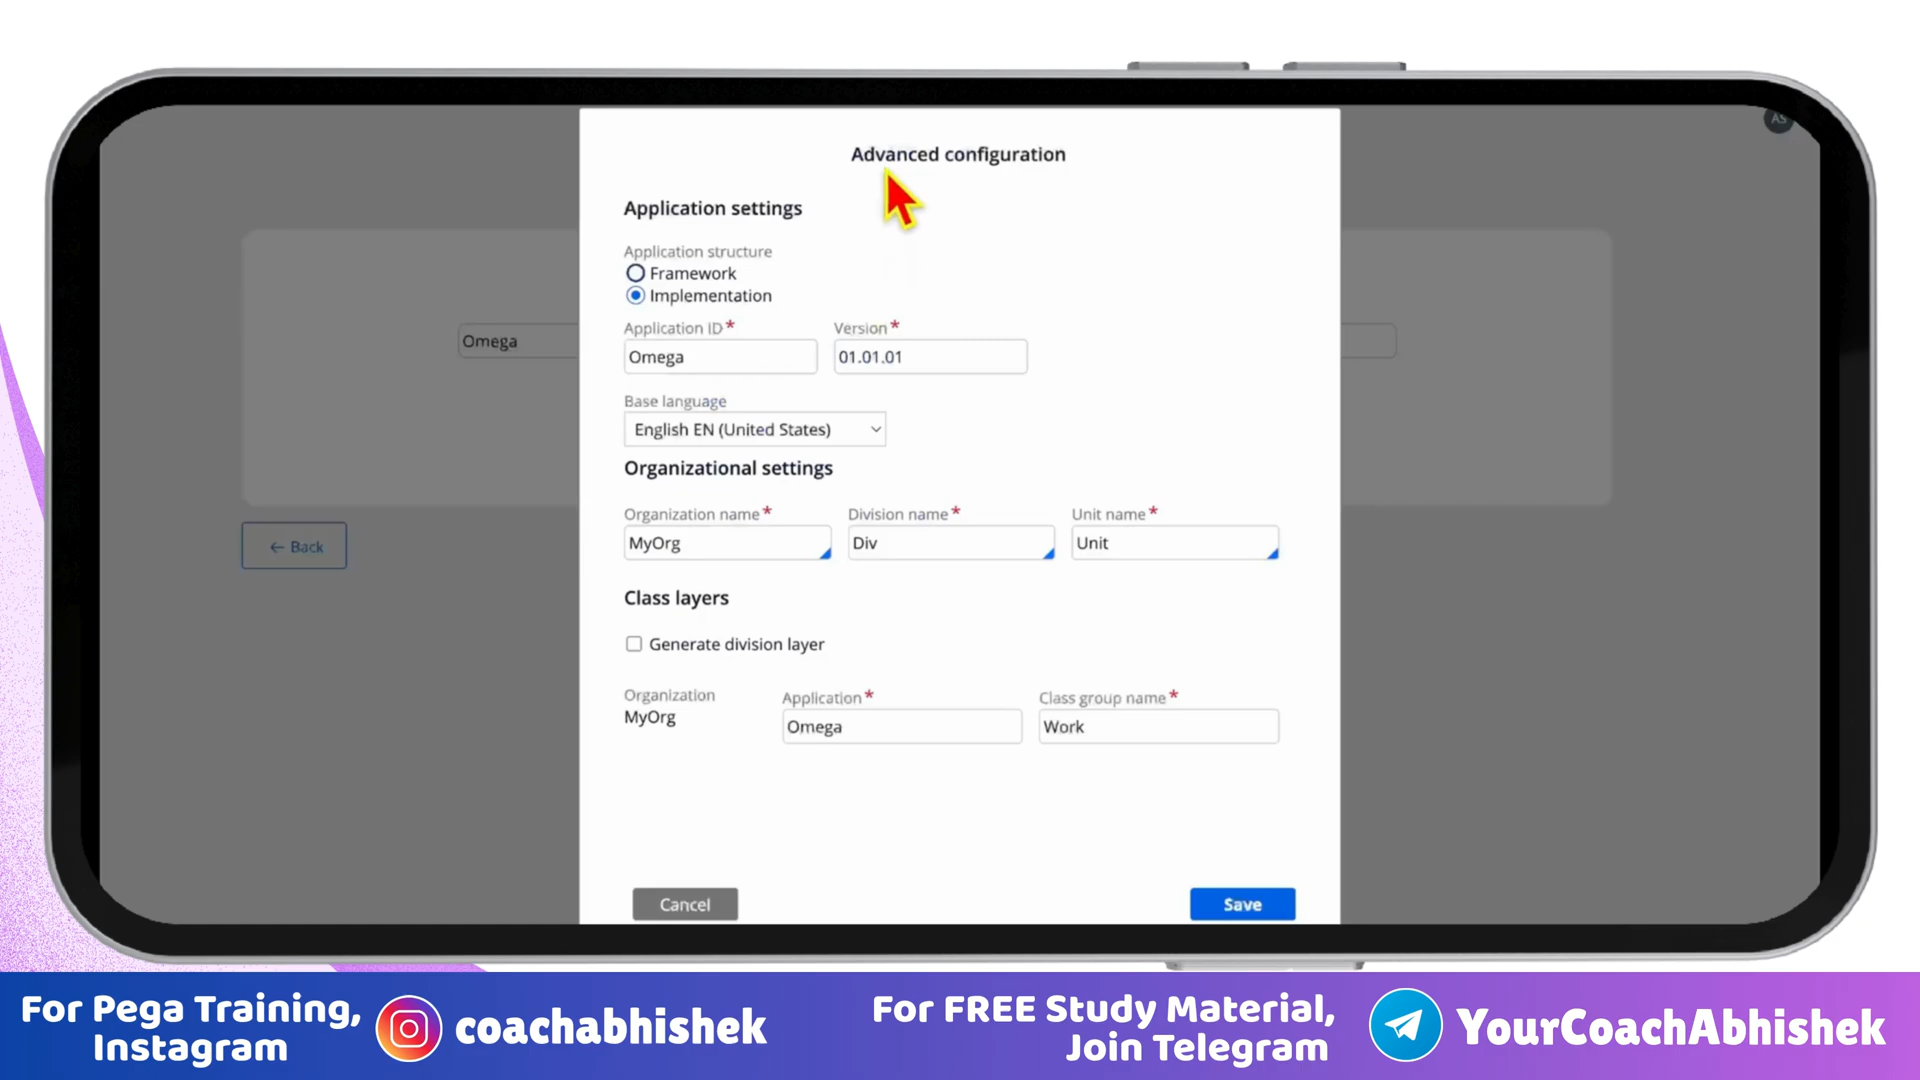 AS
Advanced configuration
Application settings
Application structure
Framework
Implementation
Application ID* Version*
Omega Omega 01.01.01
Base language
English EN (United States)
Organizational settings
Organization name* Division name* Unit name*
MyOrg Div Unit
← Back
Class layers
Generate division layer
Organization Application* Class group name*
MyOrg Omega Work
Cancel Save
For Pega Training,
Instagram
coachabhishek
For FREE Study Material,
Join Telegram
YourCoachAbhishek